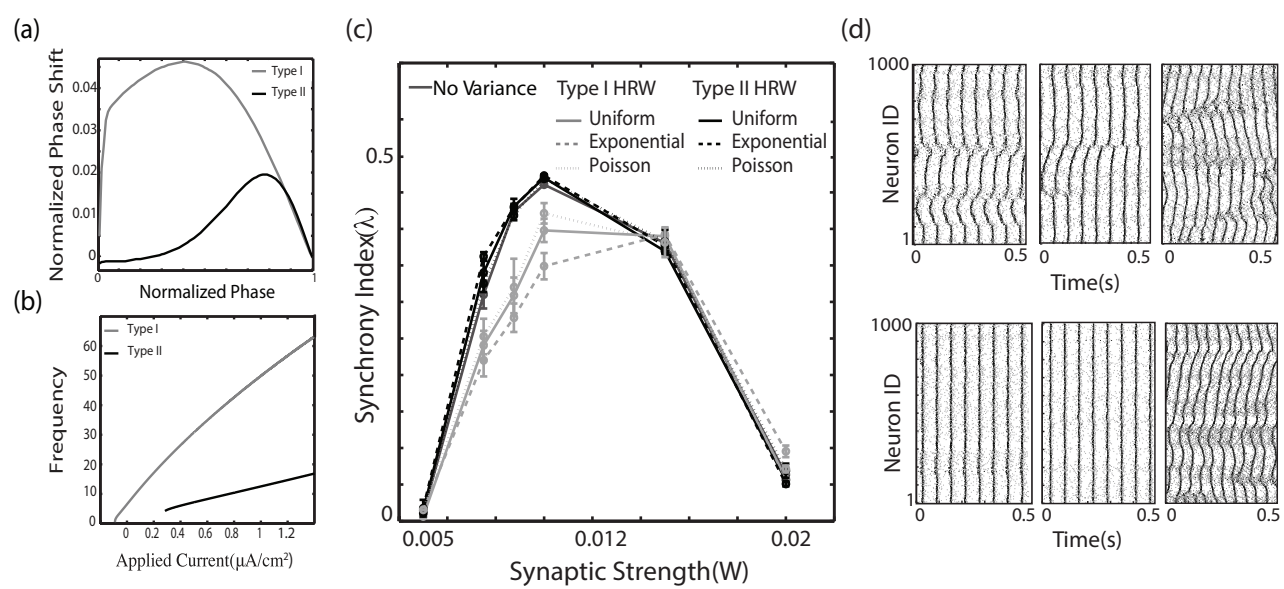 (a)
Normalized Phase Shift
0.04
0.03
0.02
0.01
0
Type I
Type II
0
1
Normalized Phase
(b)
Frequency
60
50
40
30
20
10
0
Type I
Type II
0
0.2
0.4
0.6
0.8
1
1.2
Applied Current(μA/cm²)
(c)
Synchrony Index(λ)
0.5
0
No Variance
Type I HRW
Uniform
Exponential
Poisson
Type II HRW
Uniform
Exponential
Poisson
0.005
0.012
0.02
Synaptic Strength(W)
(d)
1000
Neuron ID
1
0
0.5
0
0.5
0
0.5
Time(s)
1000
Neuron ID
1
0
0.5
0
0.5
0
0.5
Time(s)